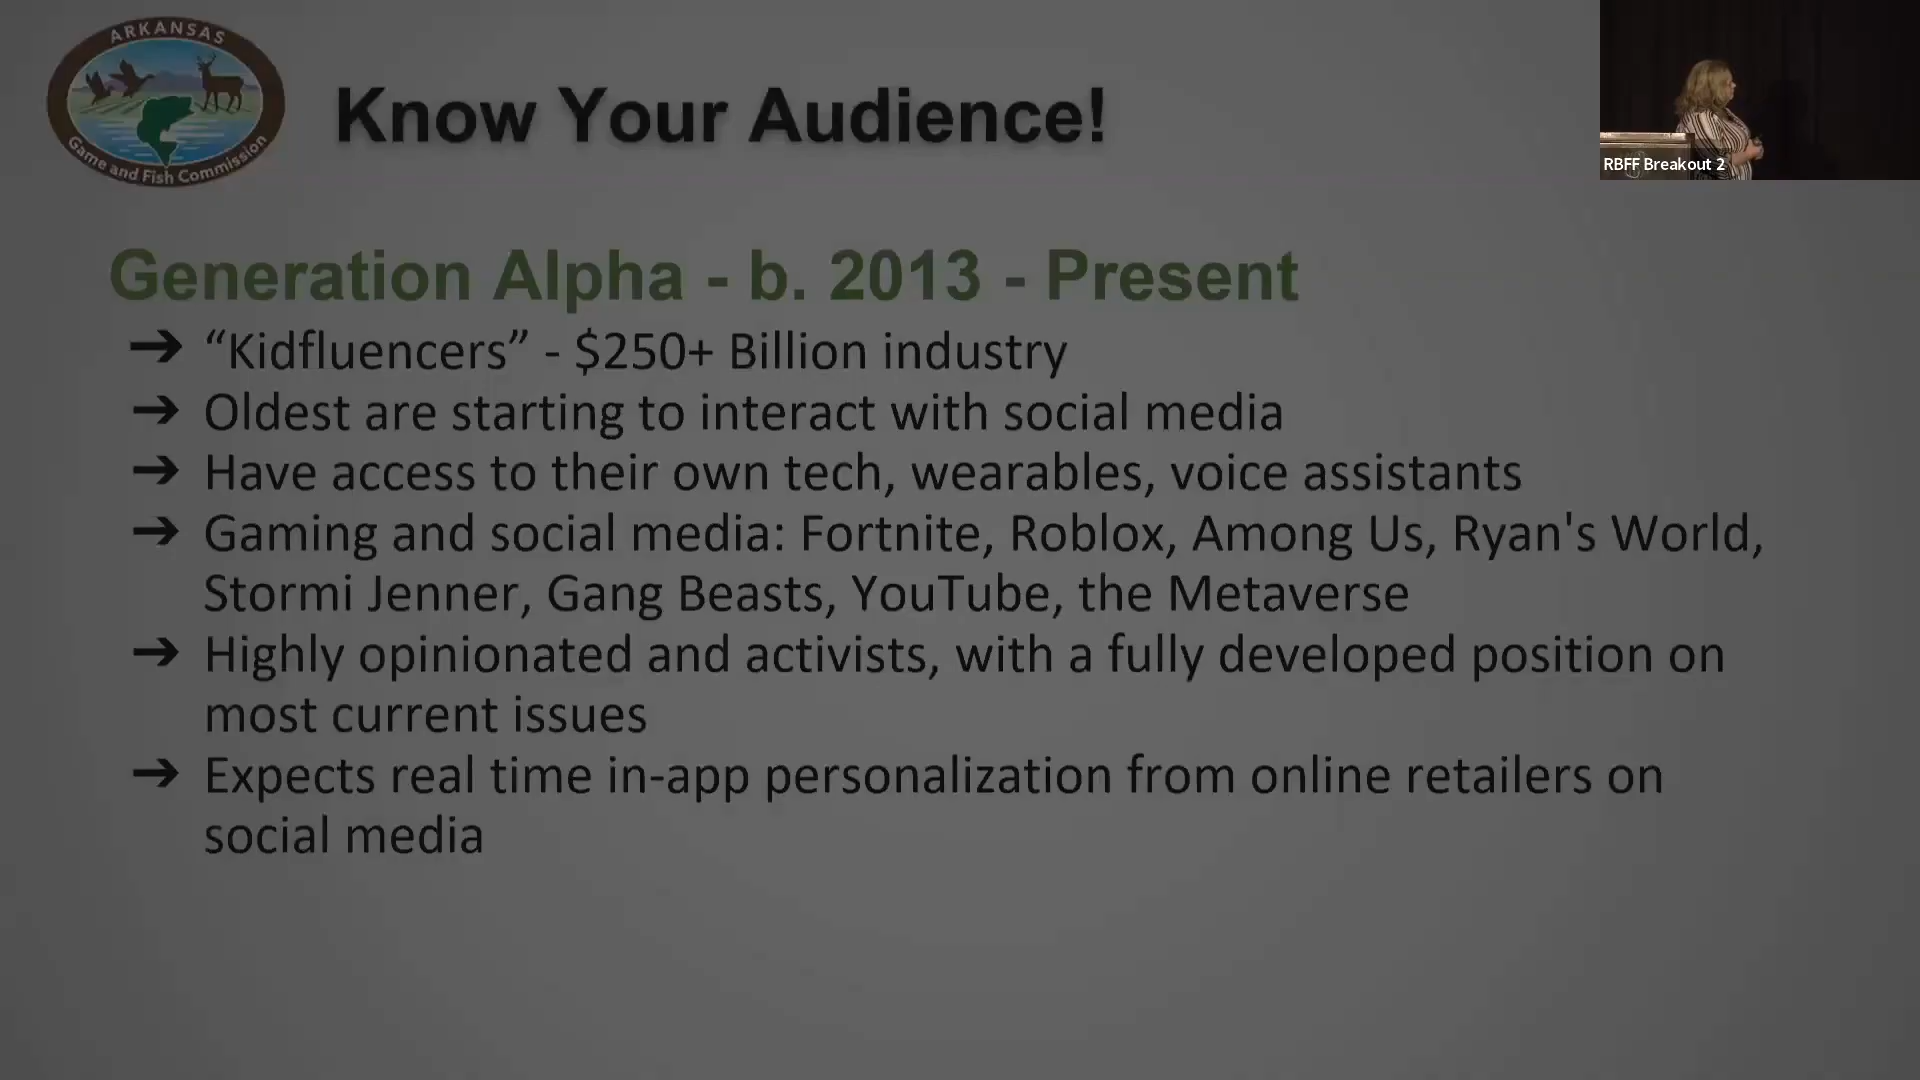 ARKANSAS
Game and Fish Commission
Know Your Audience!
RBFF Breakout 2
Generation Alpha - b. 2013 - Present
➔ “Kidfluencers” - $250+ Billion industry
➔ Oldest are starting to interact with social media
➔ Have access to their own tech, wearables, voice assistants
➔ Gaming and social media: Fortnite, Roblox, Among Us, Ryan's World,
Stormi Jenner, Gang Beasts, YouTube, the Metaverse
➔ Highly opinionated and activists, with a fully developed position on
most current issues
➔ Expects real time in-app personalization from online retailers on
social media